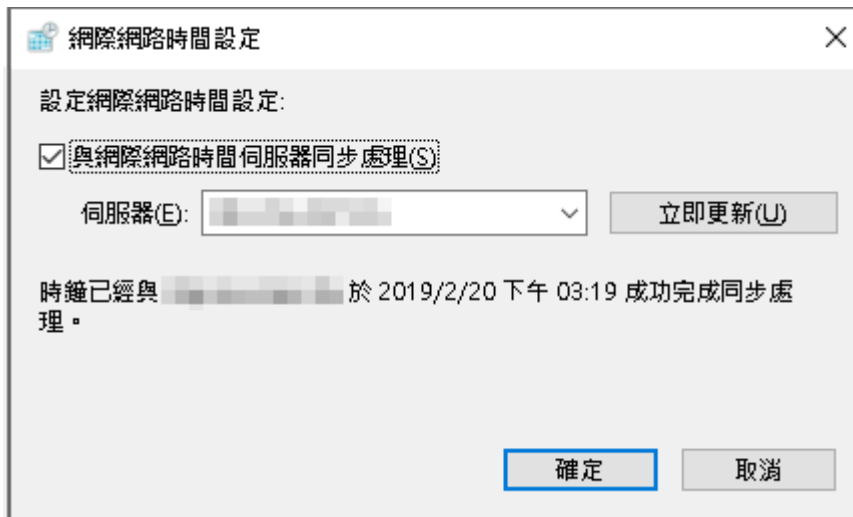 網際網路時間設定
設定網際網路時間設定:
與網際網路時間伺服器同步處理(S)
伺服器(E):
立即更新(U)
時鐘已經與 於 2019/2/20 下午 03:19 成功完成同步處
理。
確定
取消